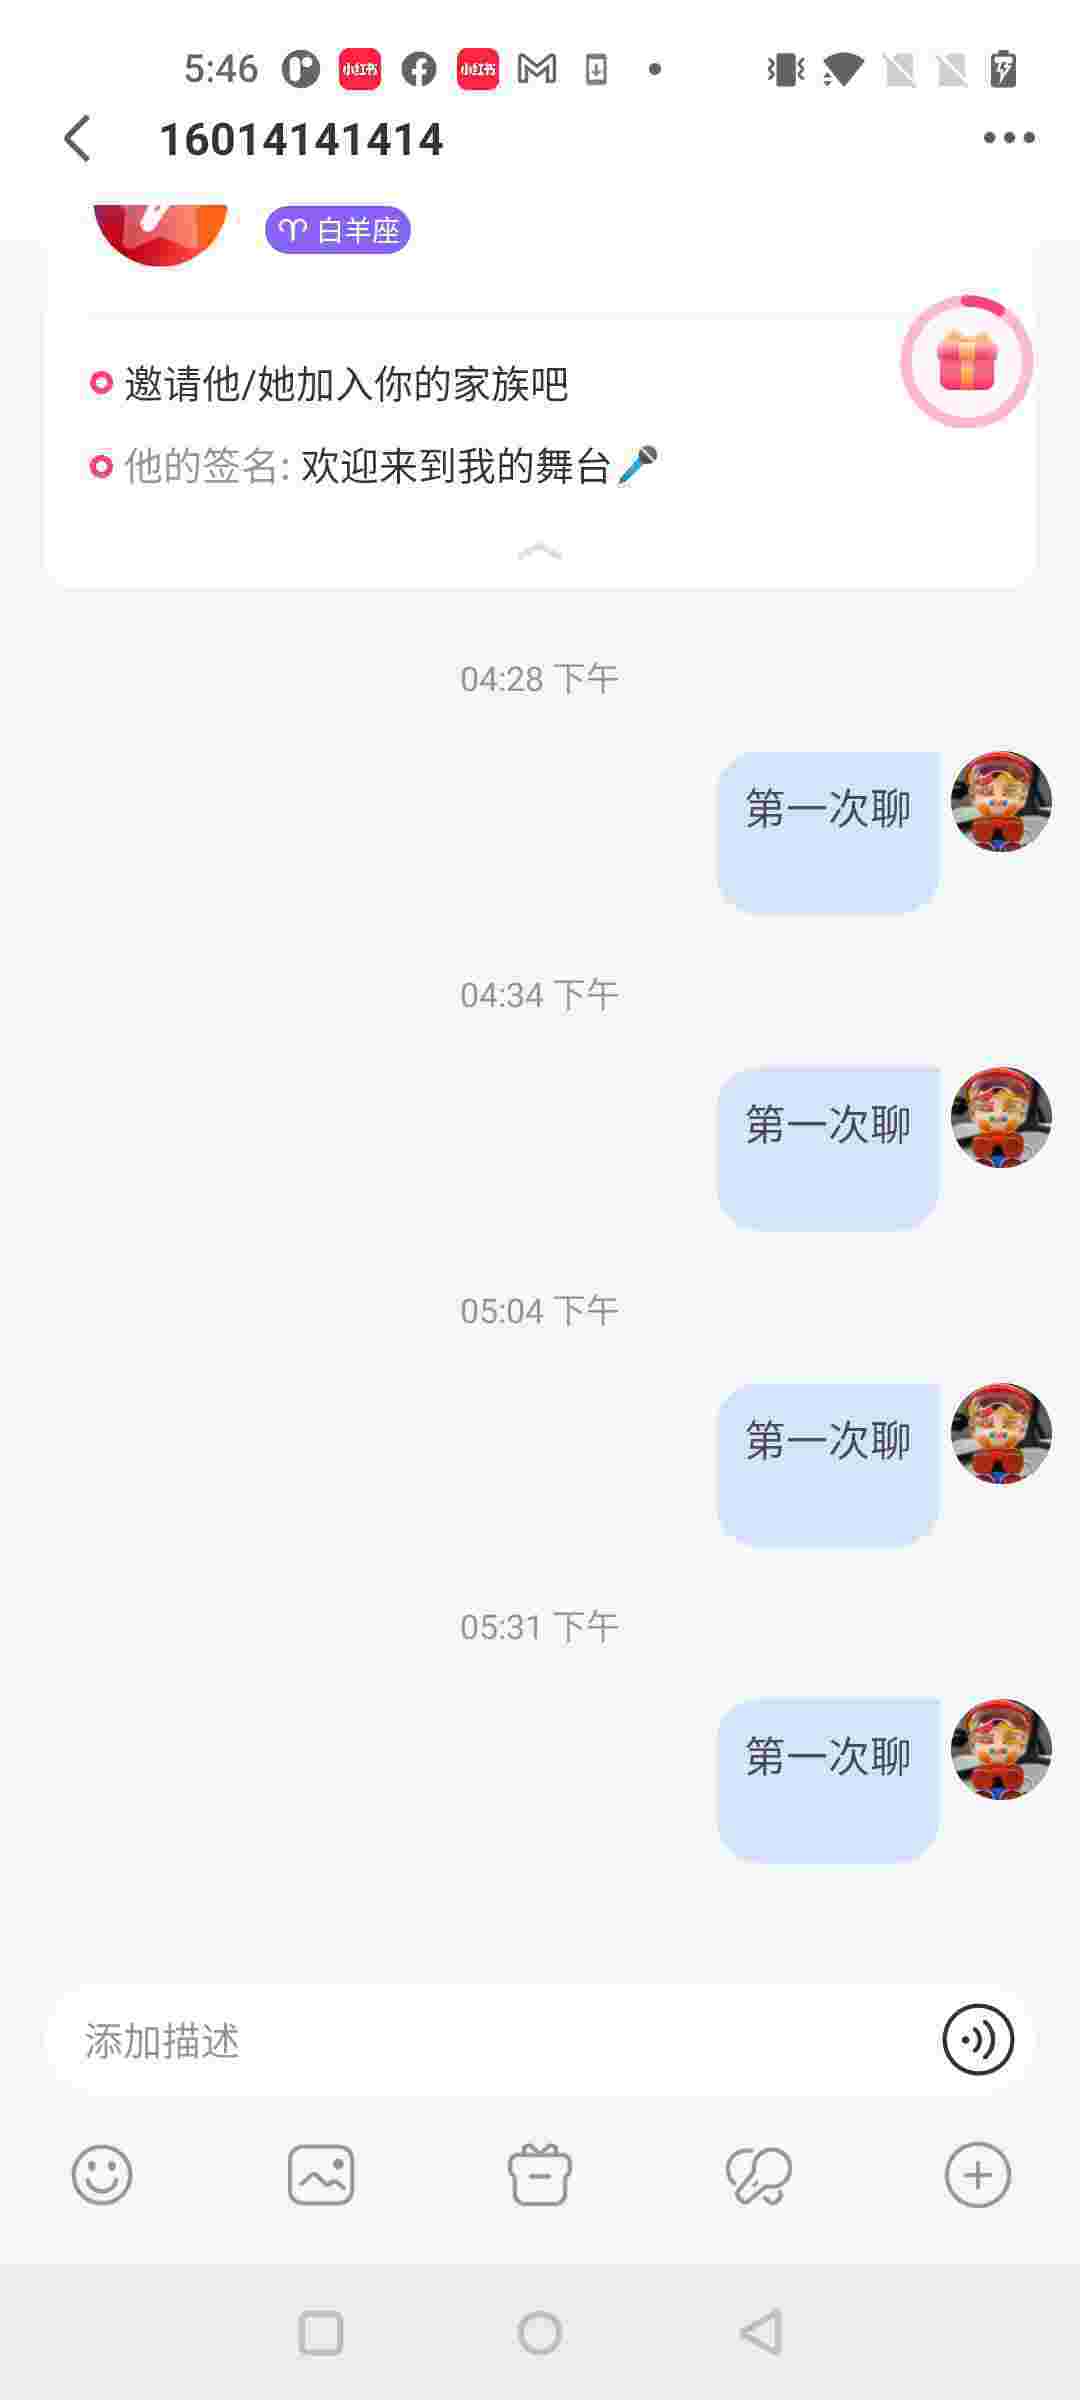 5:46 小红书 小红书
16014141414
白羊座
邀请他/她加入你的家族吧
他的签名: 欢迎来到我的舞台🎤
04:28 下午
第一次聊
04:34 下午
第一次聊
05:04 下午
第一次聊
05:31 下午
第一次聊
添加描述